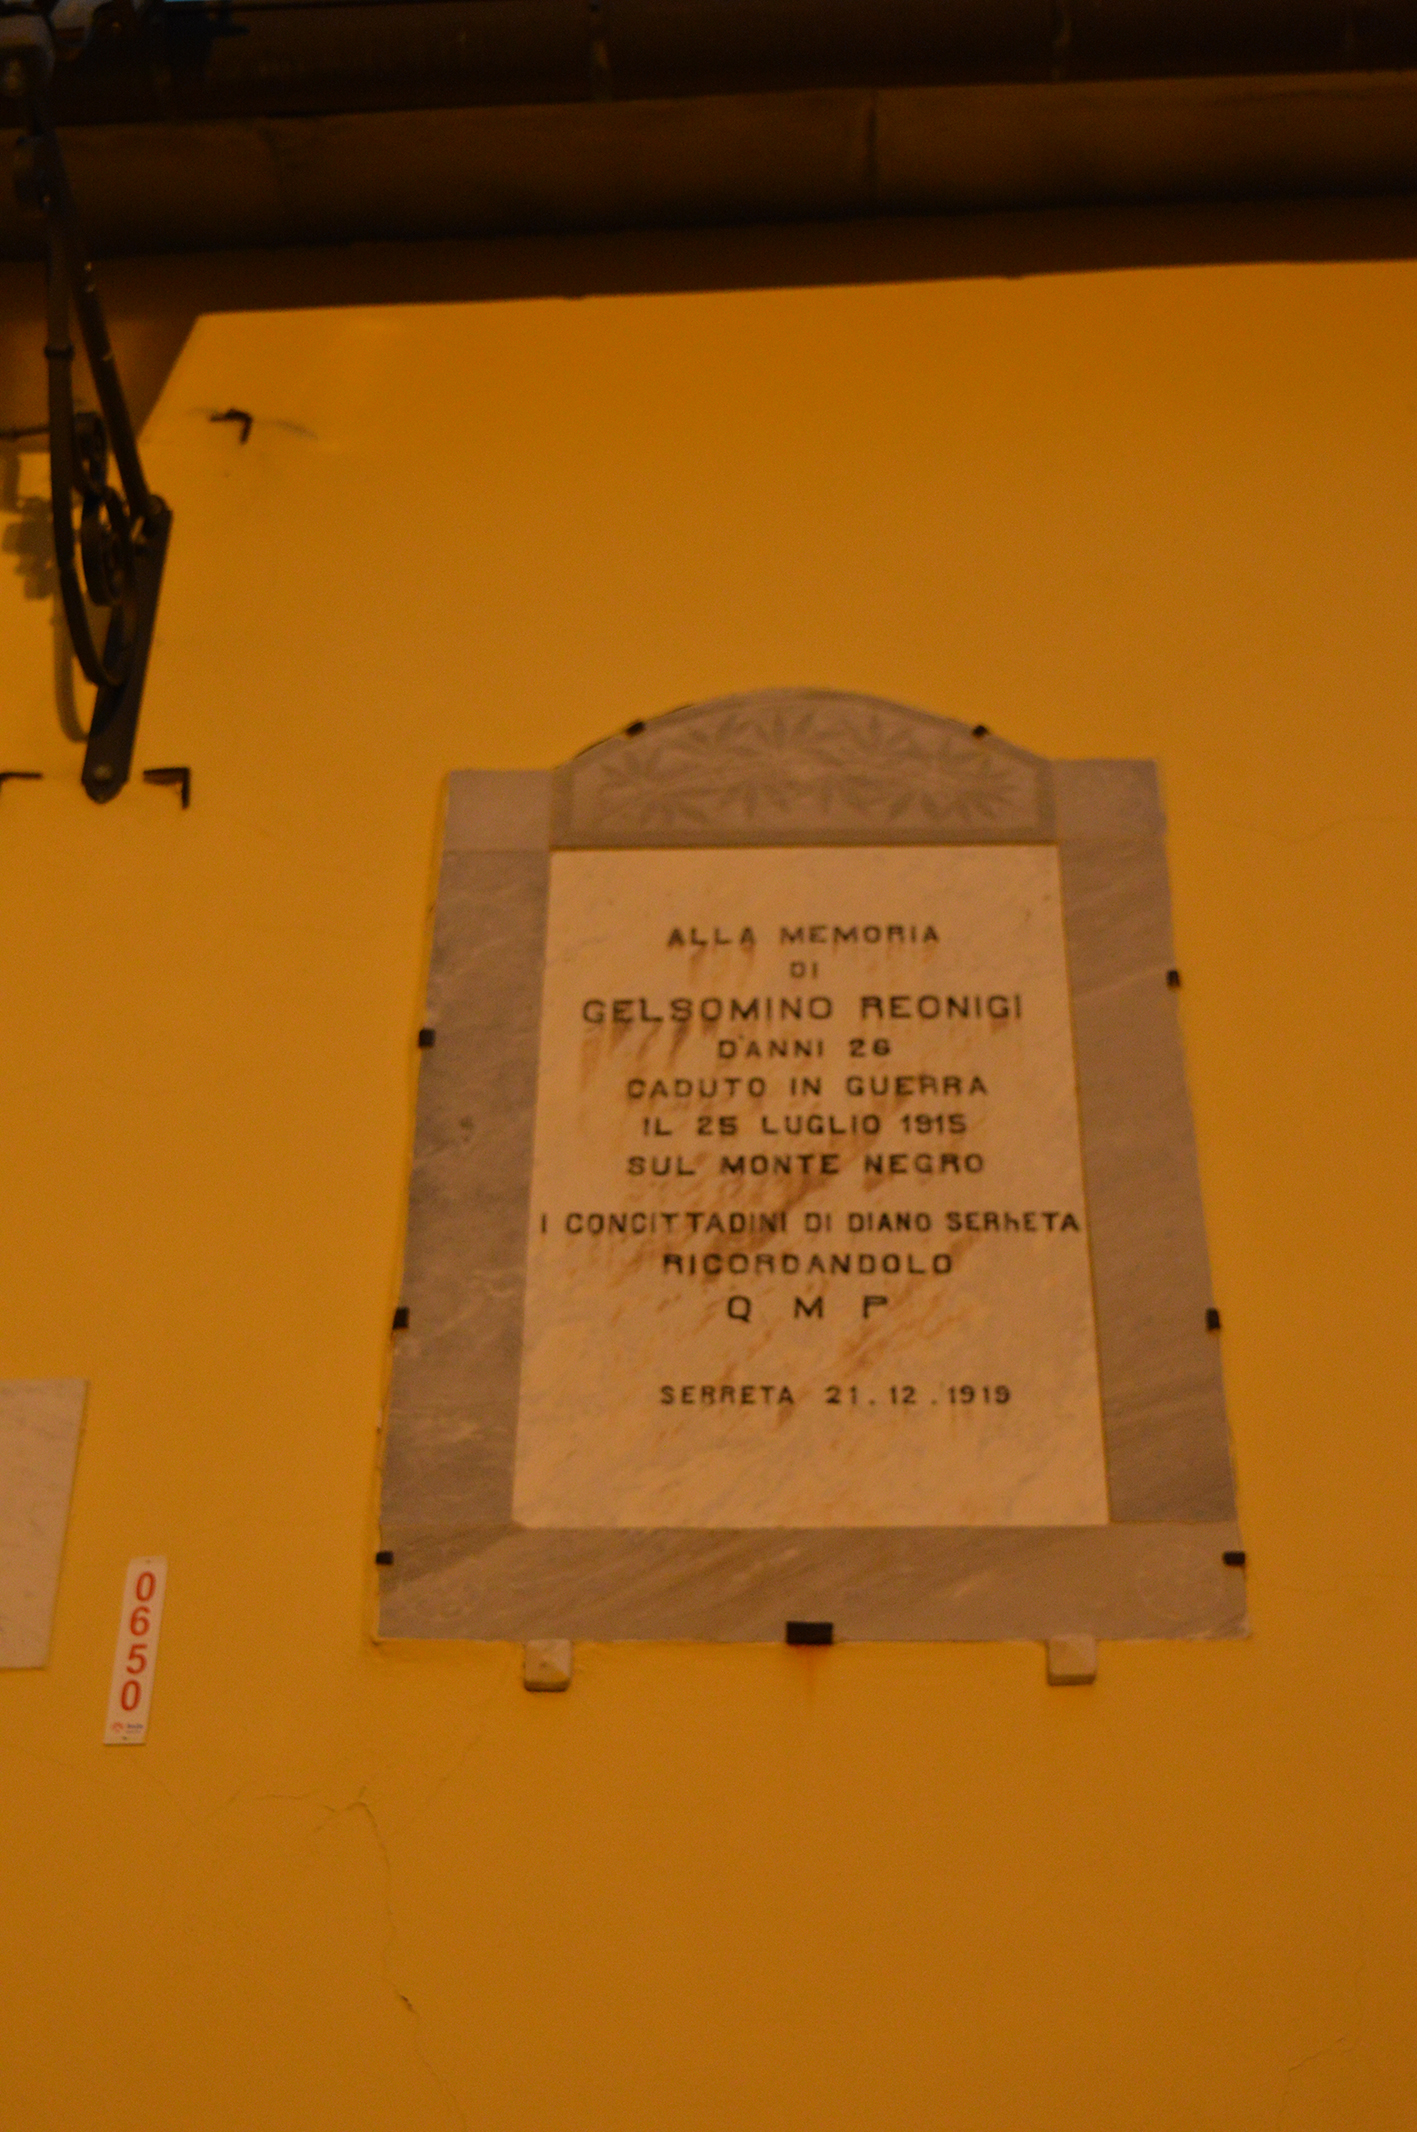 ALLA MEMORIA
DI
GELSOMINO REONIGI
D'ANNI 26
CADUTO IN GUERRA
IL 25 LUGLIO 1915
SUL MONTE NEGRO
I CONCITTADINI DI DIANO SERRETA
RICORDANDOLO
Q M P
SERRETA 21.12.1919
0650